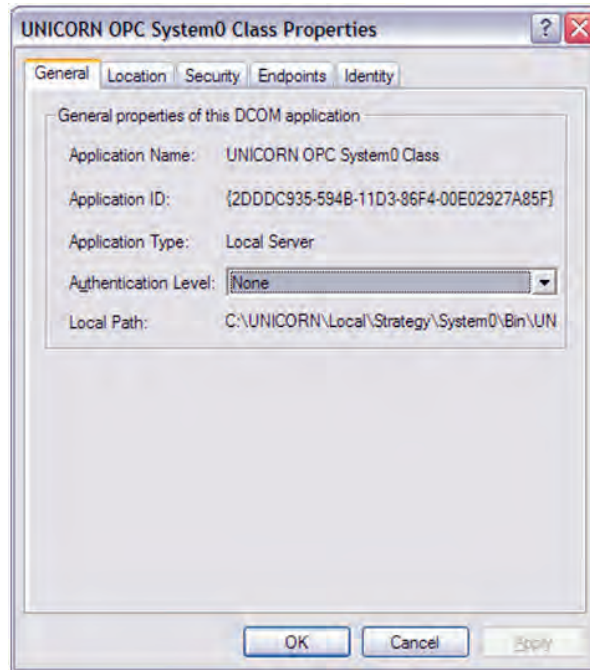 UNICORN OPC System0 Class Properties
General Location Security Endpoints Identity
General properties of this DCOM application
Application Name: UNICORN OPC System0 Class
Application ID: {2DDDC935-594B-11D3-86F4-00E02927A85F}
Application Type: Local Server
Authentication Level: None
Local Path: C:\UNICORN\Local\Strategy\System0\Bin\UN
OK Cancel Apply